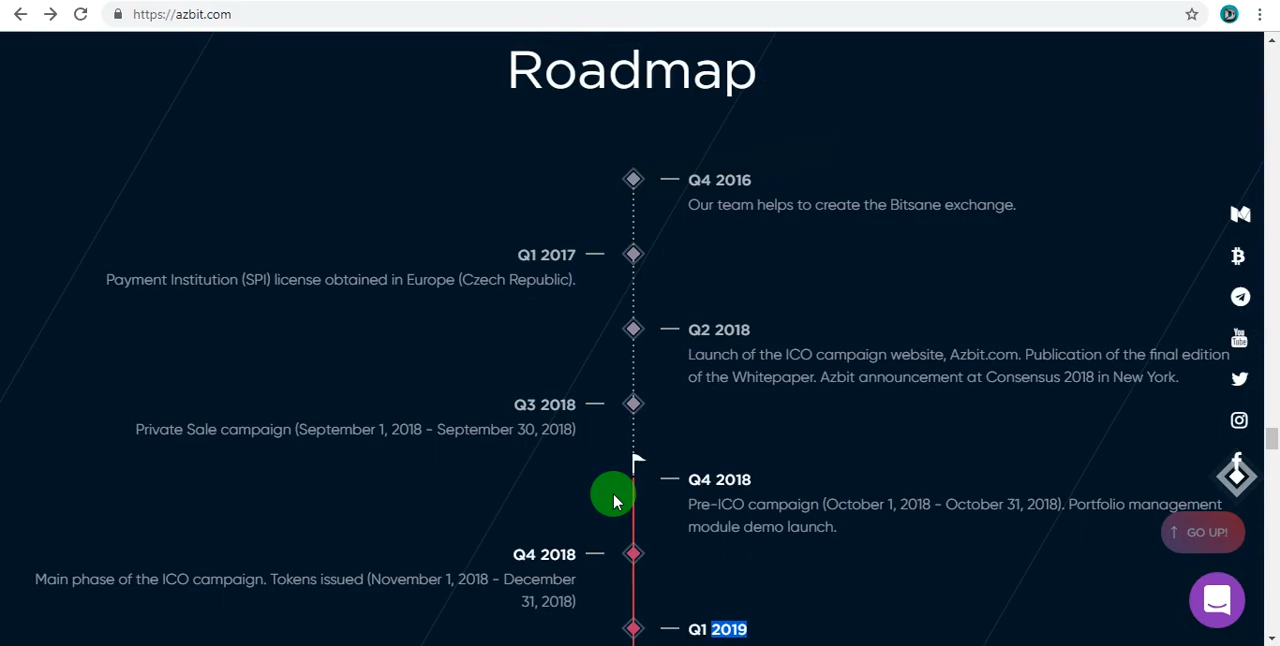 https://azbit.com
Roadmap
Q4 2016
Our team helps to create the Bitsane exchange.
Q1 2017
Payment Institution (SPI) license obtained in Europe (Czech Republic).
Q2 2018
Launch of the ICO campaign website, Azbit.com. Publication of the final edition
of the Whitepaper. Azbit announcement at Consensus 2018 in New York.
Q3 2018
Private Sale campaign (September 1, 2018 - September 30, 2018)
Q4 2018
Pre-ICO campaign (October 1, 2018 - October 31, 2018). Portfolio management
module demo launch.
↑ GO UP!
Q4 2018
Main phase of the ICO campaign. Tokens issued (November 1, 2018 - December
31, 2018)
Q1 2019
You
Tube